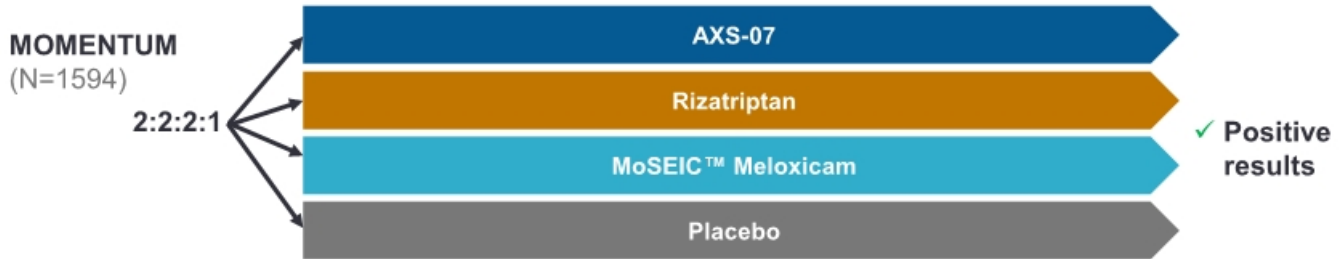 MOMENTUM
(N=1594)
2:2:2:1
AXS-07
Rizatriptan
MoSEIC™ Meloxicam
Placebo
✓ Positive
results